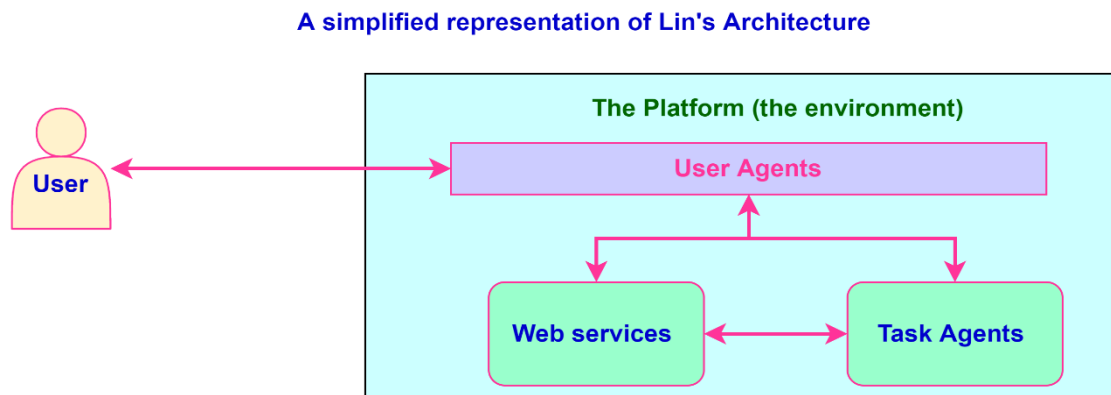 A simplified representation of Lin's Architecture
The Platform (the environment)
User Agents
User
Web services
Task Agents